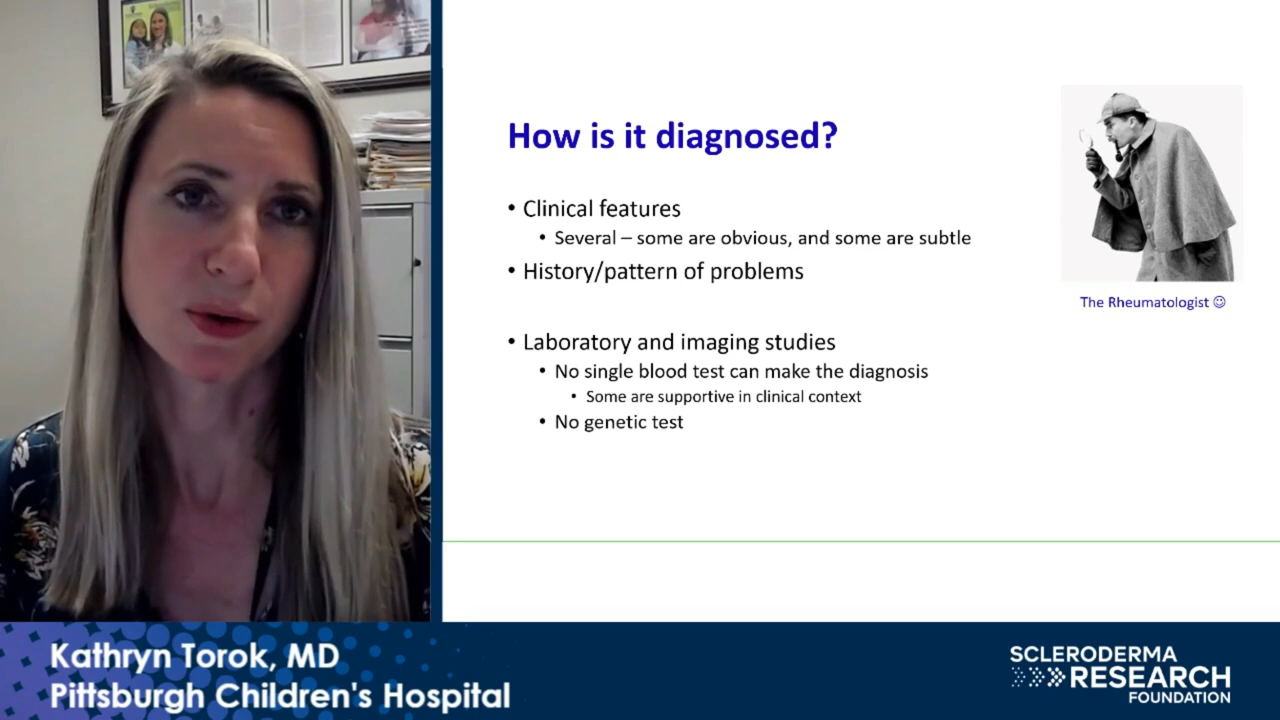 How is it diagnosed?
• Clinical features
• Several – some are obvious, and some are subtle
• History/pattern of problems
The Rheumatologist ☺
• Laboratory and imaging studies
• No single blood test can make the diagnosis
• Some are supportive in clinical context
• No genetic test
Kathryn Torok, MD
Pittsburgh Children's Hospital
SCLERODERMA
RESEARCH
FOUNDATION